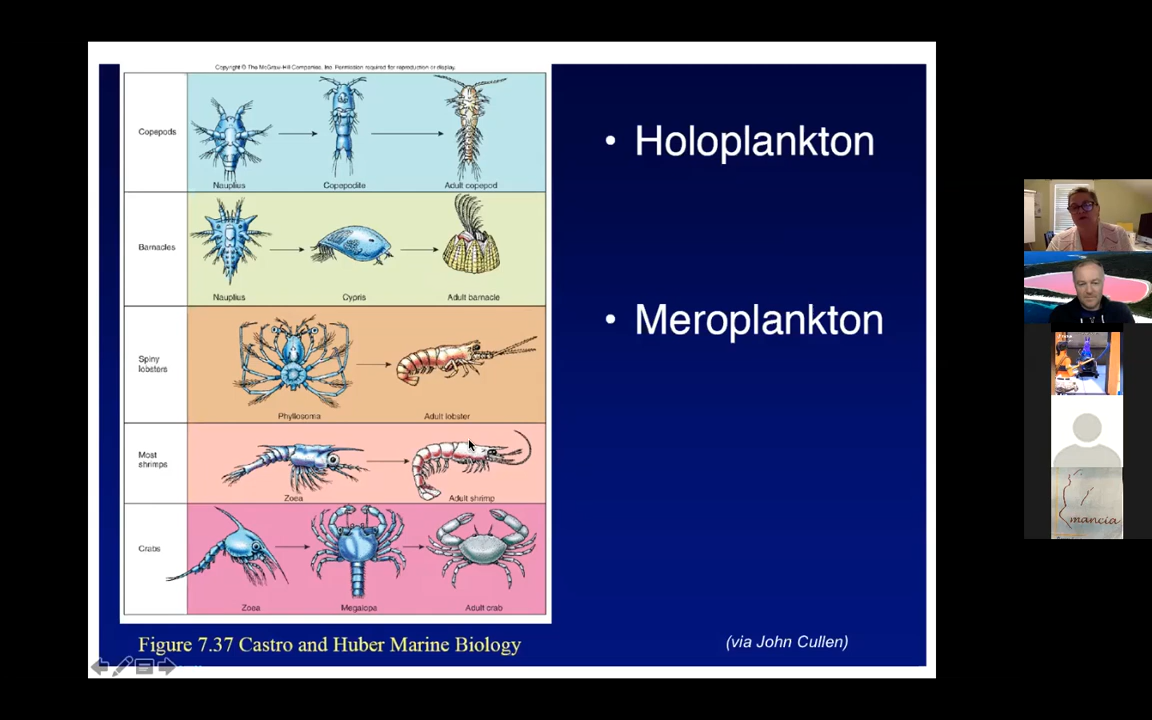 Copyright © The McGraw-Hill Companies, Inc. Permission required for reproduction or display.
Copepods
Nauplius
Copepodite
Adult copepod
Barnacles
Nauplius
Cypris
Adult barnacle
Spiny
lobsters
Phyllosoma
Adult lobster
Most
shrimps
Zoea
Adult shrimp
Crabs
Zoea
Megalopa
Adult crab
Figure 7.37 Castro and Huber Marine Biology
• Holoplankton
• Meroplankton
(via John Cullen)
mancia